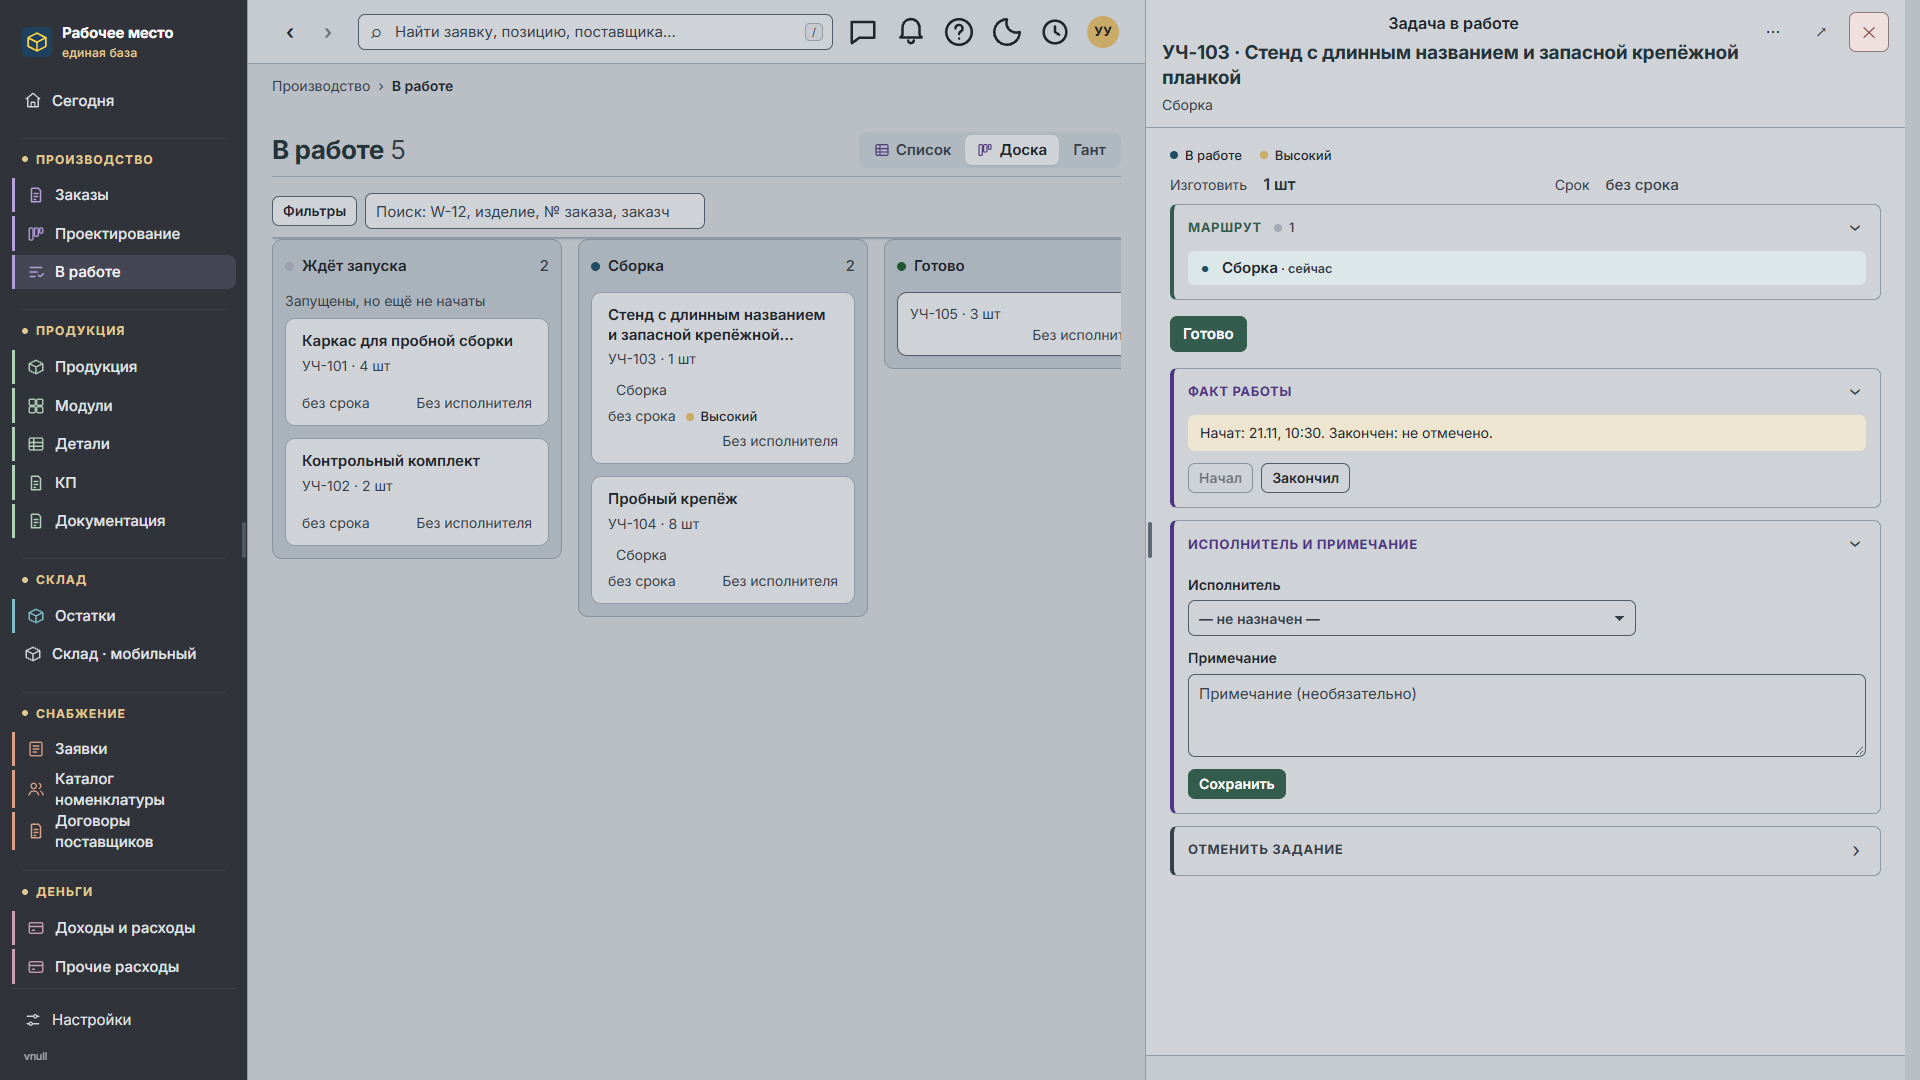 Рабочее место
единая база
Сегодня
ПРОИЗВОДСТВО
Заказы
Проектирование
В работе
ПРОДУКЦИЯ
Продукция
Модули
Детали
КП
Документация
СКЛАД
Остатки
Склад · мобильный
СНАБЖЕНИЕ
Заявки
Каталог
номенклатуры
Договоры
поставщиков
ДЕНЬГИ
Доходы и расходы
Прочие расходы
Настройки
vnull
Найти заявку, позицию, поставщика... /
УУ
Производство › В работе
В работе 5
Список Доска Гант
Фильтры Поиск: W-12, изделие, № заказа, заказч
Ждёт запуска 2
Запущены, но ещё не начаты
Каркас для пробной сборки
УЧ-101 · 4 шт
без срока Без исполнителя
Контрольный комплект
УЧ-102 · 2 шт
без срока Без исполнителя
Сборка 2
Стенд с длинным названием
и запасной крепёжной...
УЧ-103 · 1 шт
Сборка
без срока Высокий
Без исполнителя
Пробный крепёж
УЧ-104 · 8 шт
Сборка
без срока Без исполнителя
Готово
УЧ-105 · 3 шт
Без исполнит
Задача в работе
УЧ-103 · Стенд с длинным названием и запасной крепёжной
планкой
Сборка
В работе Высокий
Изготовить 1 шт Срок без срока
МАРШРУТ 1
Сборка · сейчас
Готово
ФАКТ РАБОТЫ
Начат: 21.11, 10:30. Закончен: не отмечено.
Начал Закончил
ИСПОЛНИТЕЛЬ И ПРИМЕЧАНИЕ
Исполнитель
— не назначен —
Примечание
Примечание (необязательно)
Сохранить
ОТМЕНИТЬ ЗАДАНИЕ